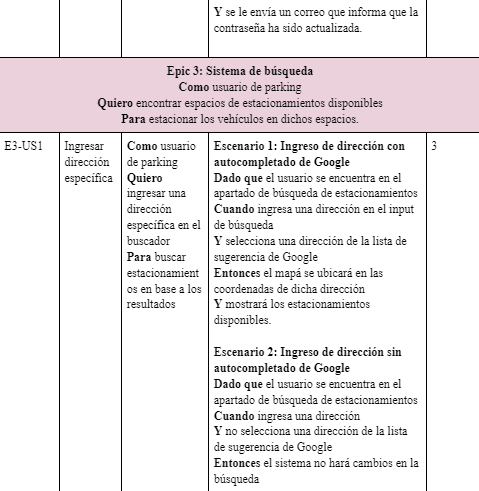 Y se le envía un correo que informa que la
contraseña ha sido actualizada.
Epic 3: Sistema de búsqueda
Como usuario de parking
Quiero encontrar espacios de estacionamientos disponibles
Para estacionar los vehículos en dichos espacios.
E3-US1
Ingresar
dirección
específica
Como usuario
de parking
Quiero
ingresar una
dirección
específica en el
buscador
Para buscar
estacionamient
os en base a los
resultados
Escenario 1: Ingreso de dirección con
autocompletado de Google
Dado que el usuario se encuentra en el
apartado de búsqueda de estacionamientos
Cuando ingresa una dirección en el input
de búsqueda
Y selecciona una dirección de la lista de
sugerencia de Google
Entonces el mapá se ubicará en las
coordenadas de dicha dirección
Y mostrará los estacionamientos
disponibles.
Escenario 2: Ingreso de dirección sin
autocompletado de Google
Dado que el usuario se encuentra en el
apartado de búsqueda de estacionamientos
Cuando ingresa una dirección
Y no selecciona una dirección de la lista
de sugerencia de Google
Entonces el sistema no hará cambios en la
búsqueda
3